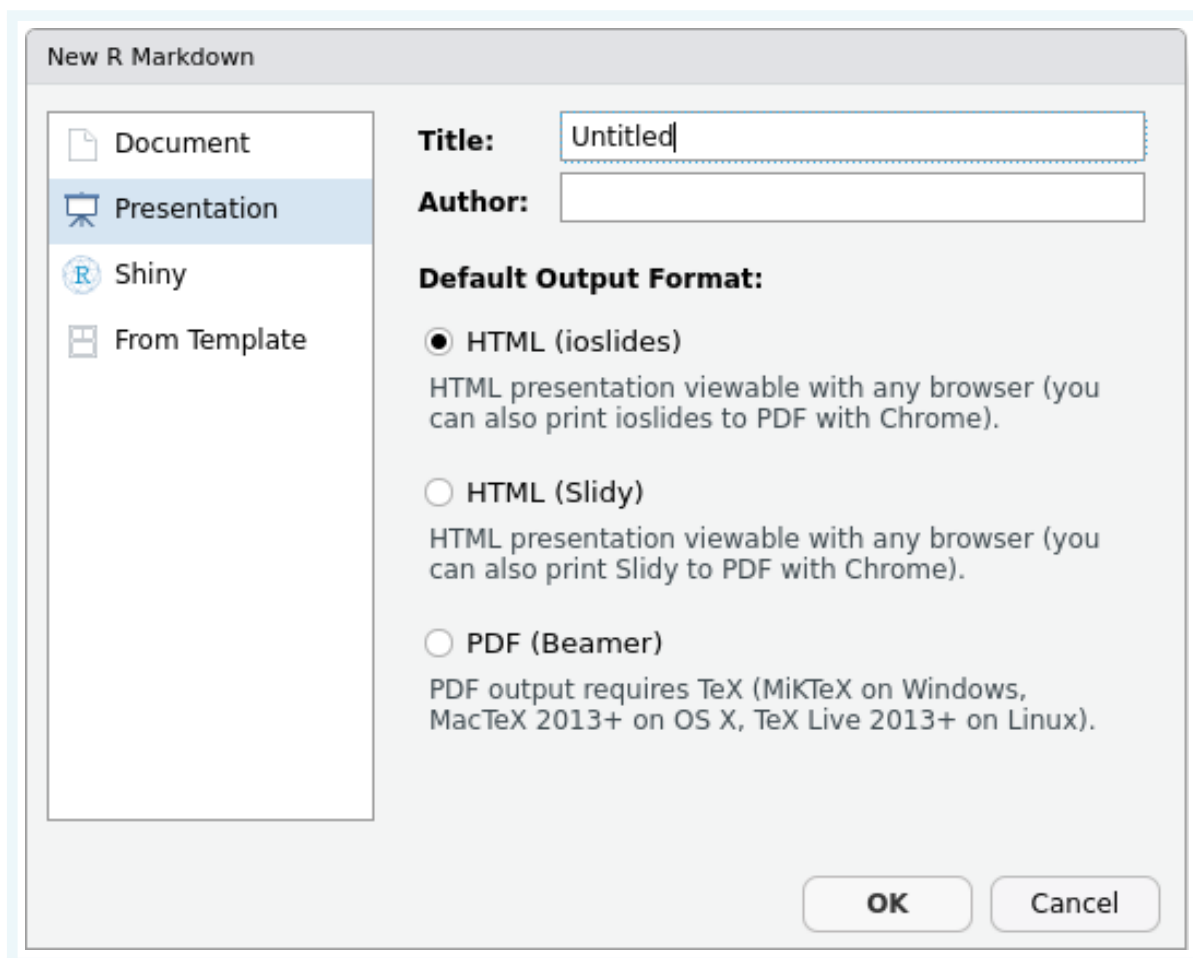 New R Markdown
Document
Presentation
R Shiny
From Template
Title: Untitled
Author:
Default Output Format:
HTML (ioslides)
HTML presentation viewable with any browser (you
can also print ioslides to PDF with Chrome).
HTML (Slidy)
HTML presentation viewable with any browser (you
can also print Slidy to PDF with Chrome).
PDF (Beamer)
PDF output requires TeX (MiKTeX on Windows,
MacTeX 2013+ on OS X, TeX Live 2013+ on Linux).
OK Cancel